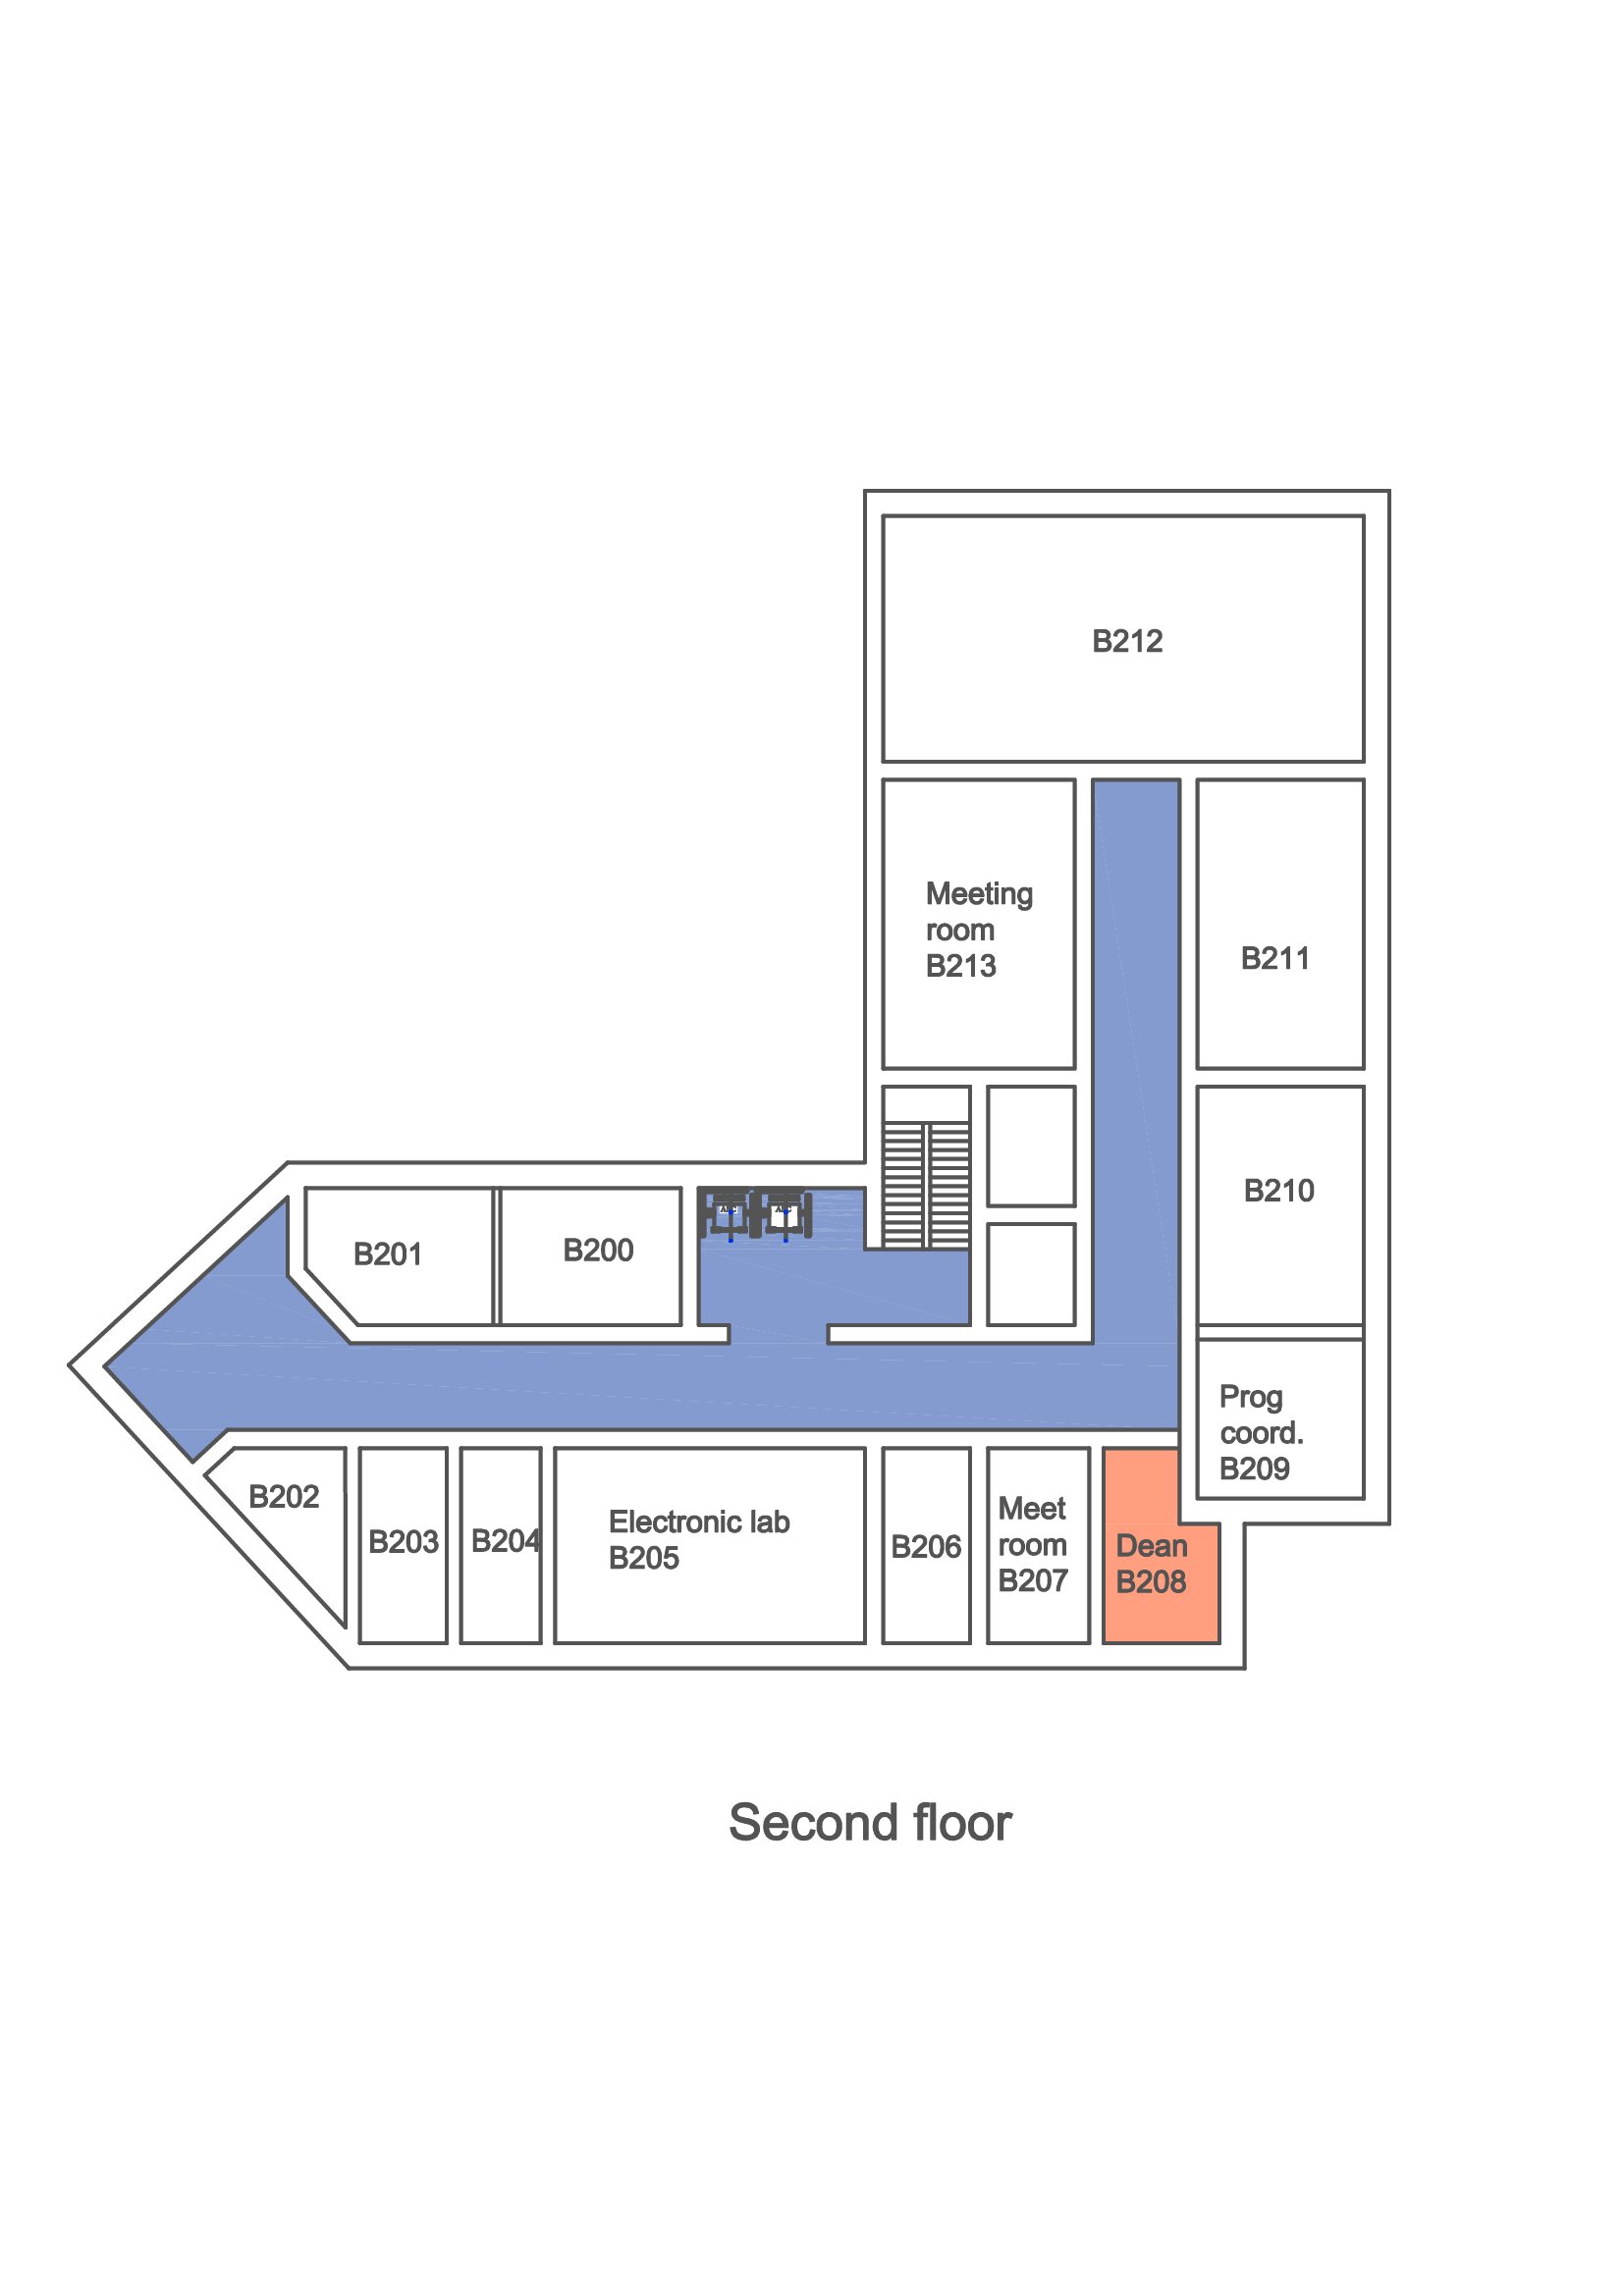 B212
Meeting
room
B213
B211
B210
B201
B200
Prog
coord.
B209
B202
B203
B204
Electronic lab
B205
B206
Meet
room
B207
Dean
B208
Second floor